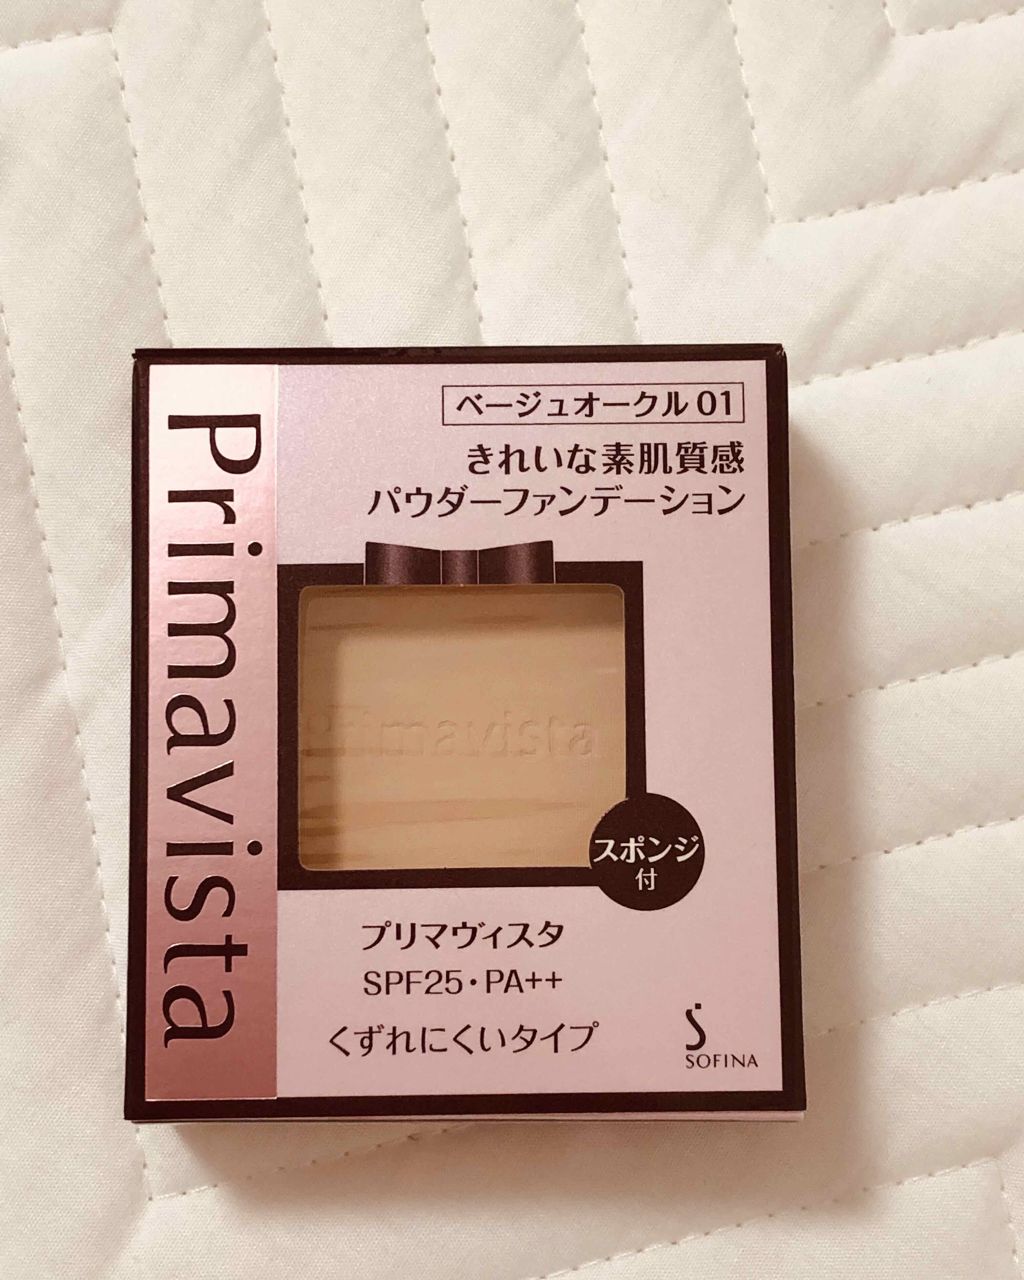 Primavista
ベージュオークル 01
きれいな素肌質感
パウダーファンデーション
imavista
スポンジ
付
プリマヴィスタ
SPF25・PA++
くずれにくいタイプ
SOFINA